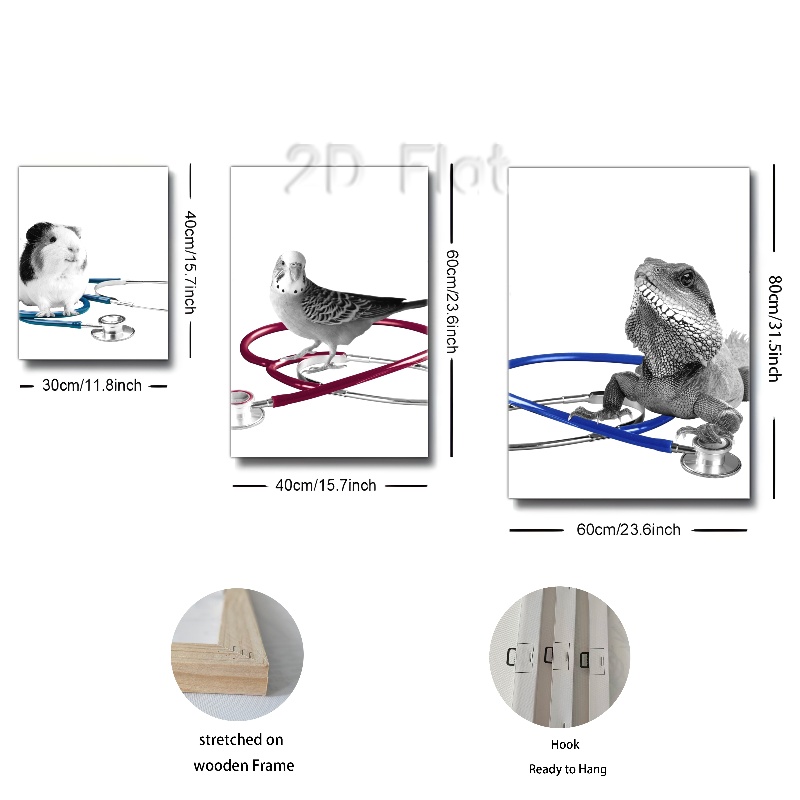 2D Flat
40cm/15.7inch
30cm/11.8inch
60cm/23.6inch
40cm/15.7inch
80cm/31.5inch
60cm/23.6inch
stretched on
wooden Frame
Hook
Ready to Hang